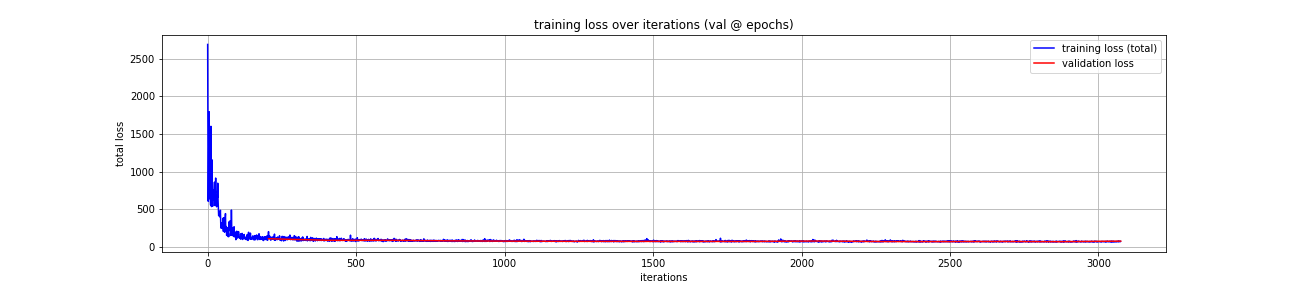 training loss over iterations (val @ epochs)
training loss (total)
validation loss
total loss
2500
2000
1500
1000
500
0
0 500 1000 1500 2000 2500 3000
iterations